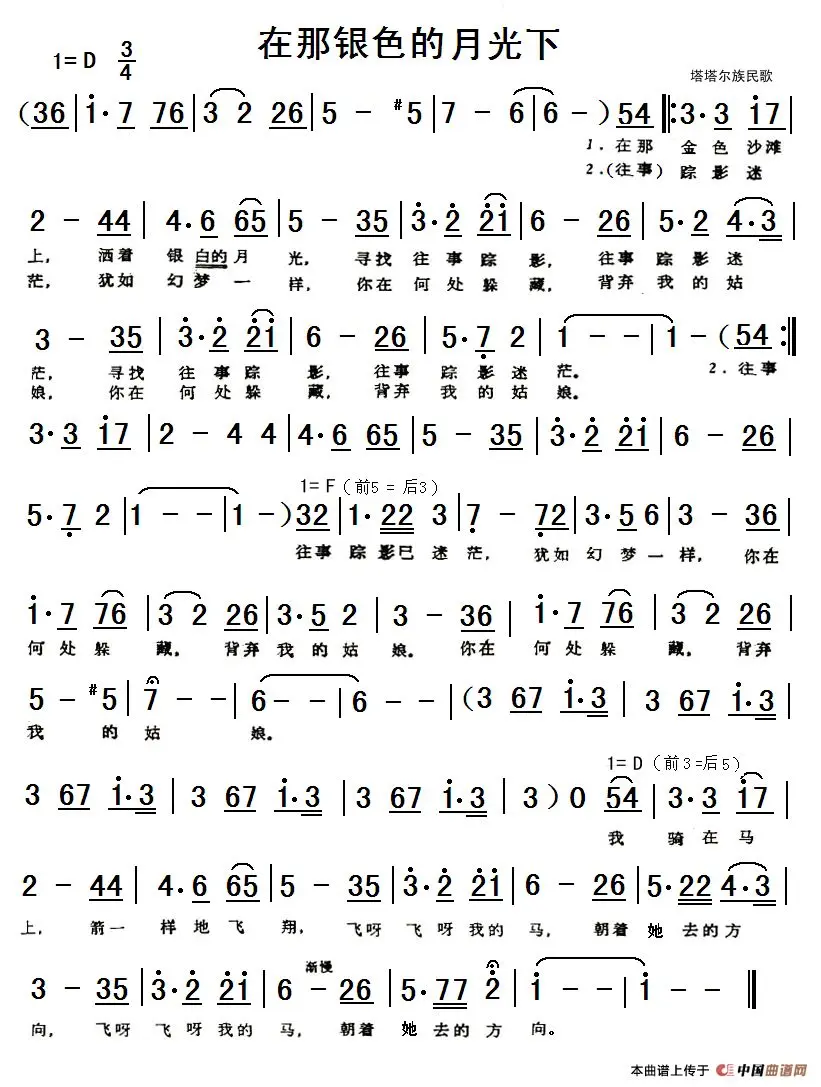 在那银色的月光下
1= D 3/4
塔塔尔族民歌
(36 | i· 7 76 | 3 2 26 | 5 - #5 | 7 - 6 | 6 - ) 54 |: 3· 3 i7 |
1. 在那 金色沙滩
2.(往事) 踪影迷
2 - 44 | 4· 6 65 | 5 - 35 | 3· 2 2i | 6 - 26 | 5· 7 2 | 4·3 |
上, 洒着 银白的月 光, 寻找 往事踪 影, 往事 踪影迷
茫, 犹如 幻梦一 样, 你在 何处躲 藏, 背弃 我的姑
3 - 35 | 3· 2 2i | 6 - 26 | 5· 7 2 | 1 - - | 1 - (54 :|
茫, 寻找 往事踪 影, 往事 踪影迷 茫。 2. 往事
娘, 你在 何处躲 藏, 背弃 我的姑 娘。
3· 3 i7 | 2 - 4 4 | 4· 6 65 | 5 - 35 | 3· 2 2i | 6 - 26 |
1= F (前5 = 后3)
5· 7 2 | 1 - - | 1 - ) 32 | 1· 22 3 | 7 - 72 | 3· 5 6 | 3 - 36 |
往事 踪影已迷茫, 犹如幻梦一样, 你在
i· 7 76 | 3 2 26 | 3· 5 2 | 3 - 36 | i· 7 76 | 3 2 26 |
何处躲 藏, 背弃我的姑 娘。你在 何处躲 藏, 背弃
5 - #5 | 7 - - | 6 - - | 6 - - | (3 67 i·3 | 3 67 i·3 |
我 的姑 娘。
1= D (前3=后5)
3 67 i·3 | 3 67 i·3 | 3 67 i·3 | 3 ) 0 54 | 3· 3 i7 |
我 骑在马
2 - 44 | 4· 6 65 | 5 - 35 | 3· 2 2i | 6 - 26 | 5· 22 4·3 |
上, 箭一 样地飞 翔, 飞呀 飞呀我的 马, 朝着 她去的方
渐慢
3 - 35 | 3· 2 2i | 6 - 26 | 5· 77 2 | i - - | i - - ‖
向, 飞呀 飞呀我的 马, 朝着 她去的方 向。
本曲谱上传于 中国曲谱网